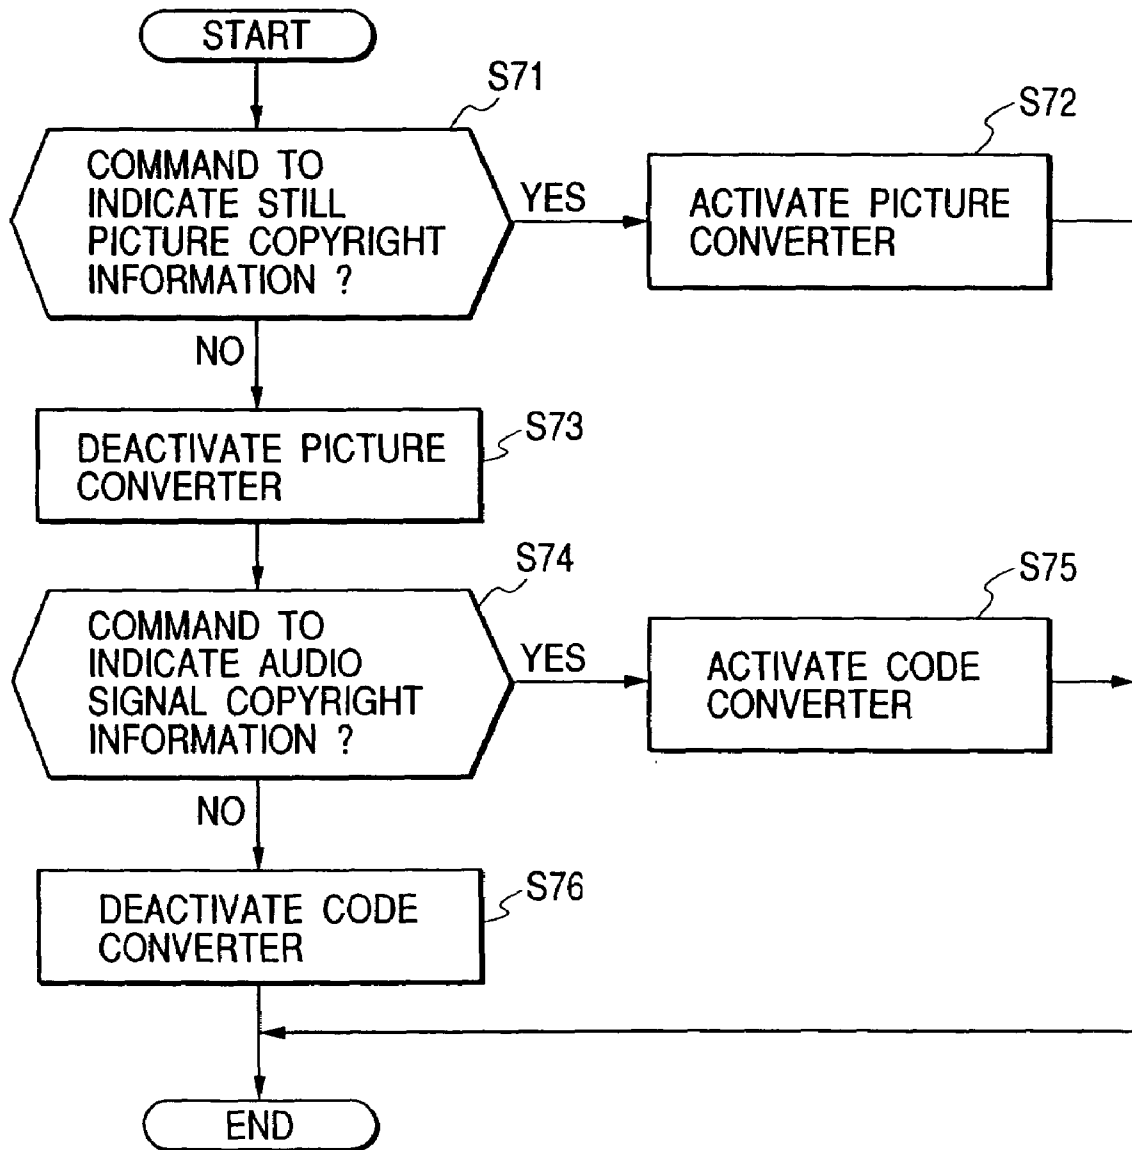 START
S71
COMMAND TO
INDICATE STILL
PICTURE COPYRIGHT
INFORMATION ?
YES
S72
ACTIVATE PICTURE
CONVERTER
NO
S73
DEACTIVATE PICTURE
CONVERTER
S74
COMMAND TO
INDICATE AUDIO
SIGNAL COPYRIGHT
INFORMATION ?
YES
S75
ACTIVATE CODE
CONVERTER
NO
S76
DEACTIVATE CODE
CONVERTER
END